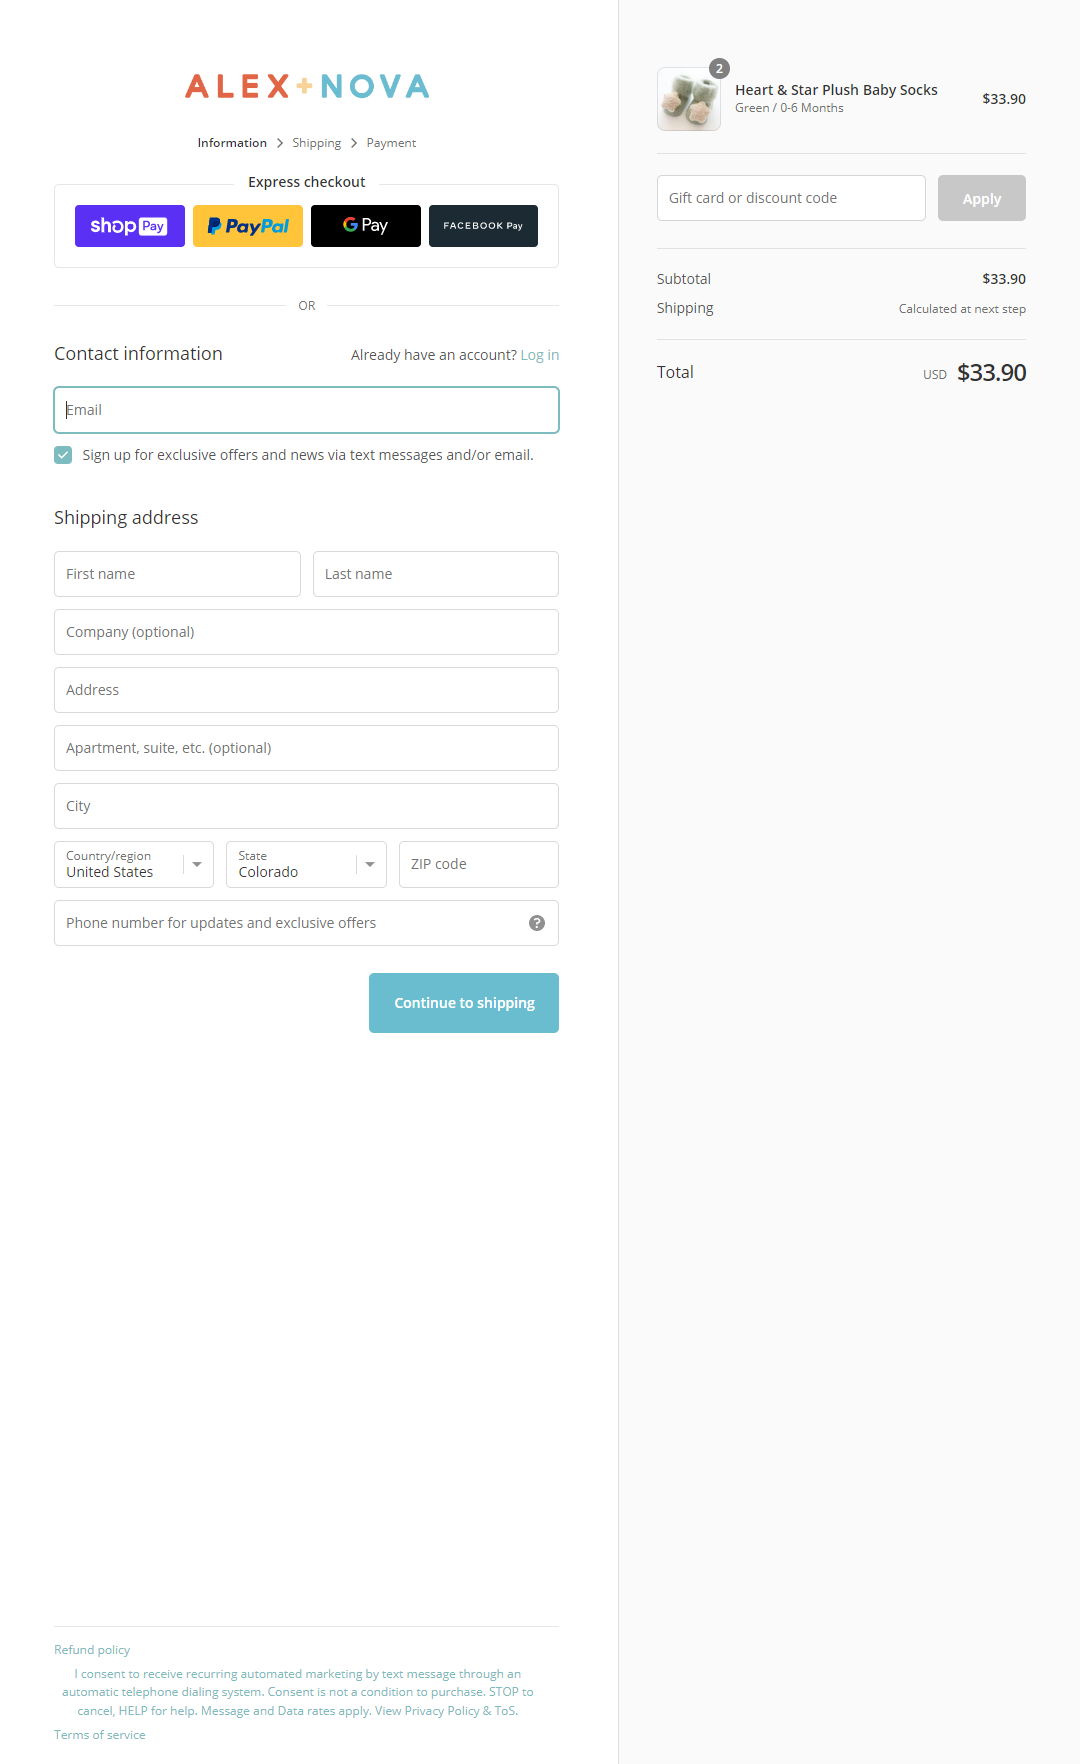 ALEX+NOVA
Information > Shipping > Payment
Express checkout
shop Pay
PayPal
G Pay
FACEBOOK Pay
OR
Contact information
Already have an account? Log in
Email
Sign up for exclusive offers and news via text messages and/or email.
Shipping address
First name
Last name
Company (optional)
Address
Apartment, suite, etc. (optional)
City
Country/region
United States
State
Colorado
ZIP code
Phone number for updates and exclusive offers
?
Continue to shipping
Refund policy
I consent to receive recurring automated marketing by text message through an
automatic telephone dialing system. Consent is not a condition to purchase. STOP to
cancel, HELP for help. Message and Data rates apply. View Privacy Policy & ToS.
Terms of service
2
Heart & Star Plush Baby Socks
Green / 0-6 Months
$33.90
Gift card or discount code
Apply
Subtotal
$33.90
Shipping
Calculated at next step
Total
USD $33.90